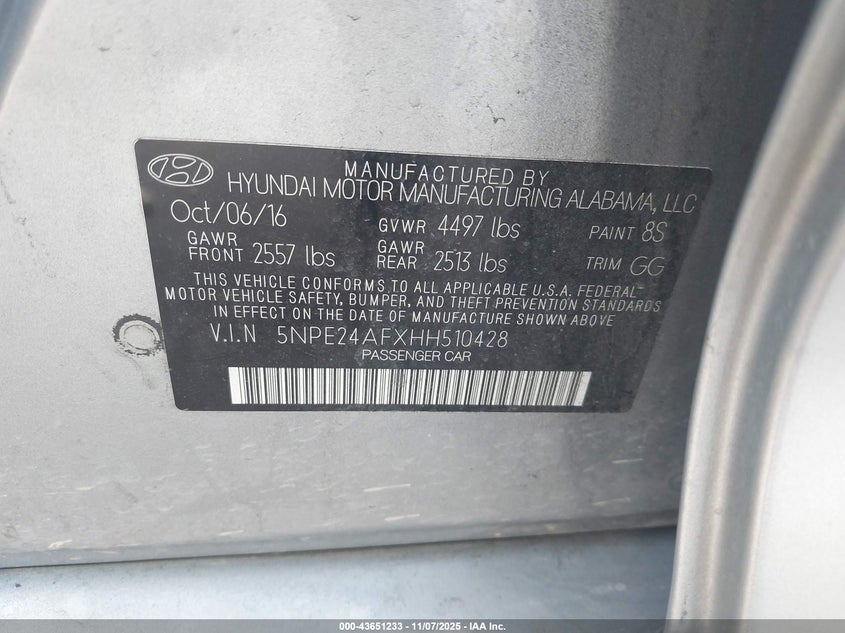 MANUFACTURED BY
HYUNDAI MOTOR MANUFACTURING ALABAMA, LLC
Oct/06/16 GVWR 4497 lbs PAINT 8S
GAWR FRONT 2557 lbs GAWR REAR 2513 lbs TRIM GG
THIS VEHICLE CONFORMS TO ALL APPLICABLE U.S.A. FEDERAL
MOTOR VEHICLE SAFETY, BUMPER, AND THEFT PREVENTION STANDARDS
IN EFFECT ON THE DATE OF MANUFACTURE SHOWN ABOVE.
V.I.N 5NPE24AFXHH510428
PASSENGER CAR
000-43651233 - 11/07/2025 - IAA Inc.